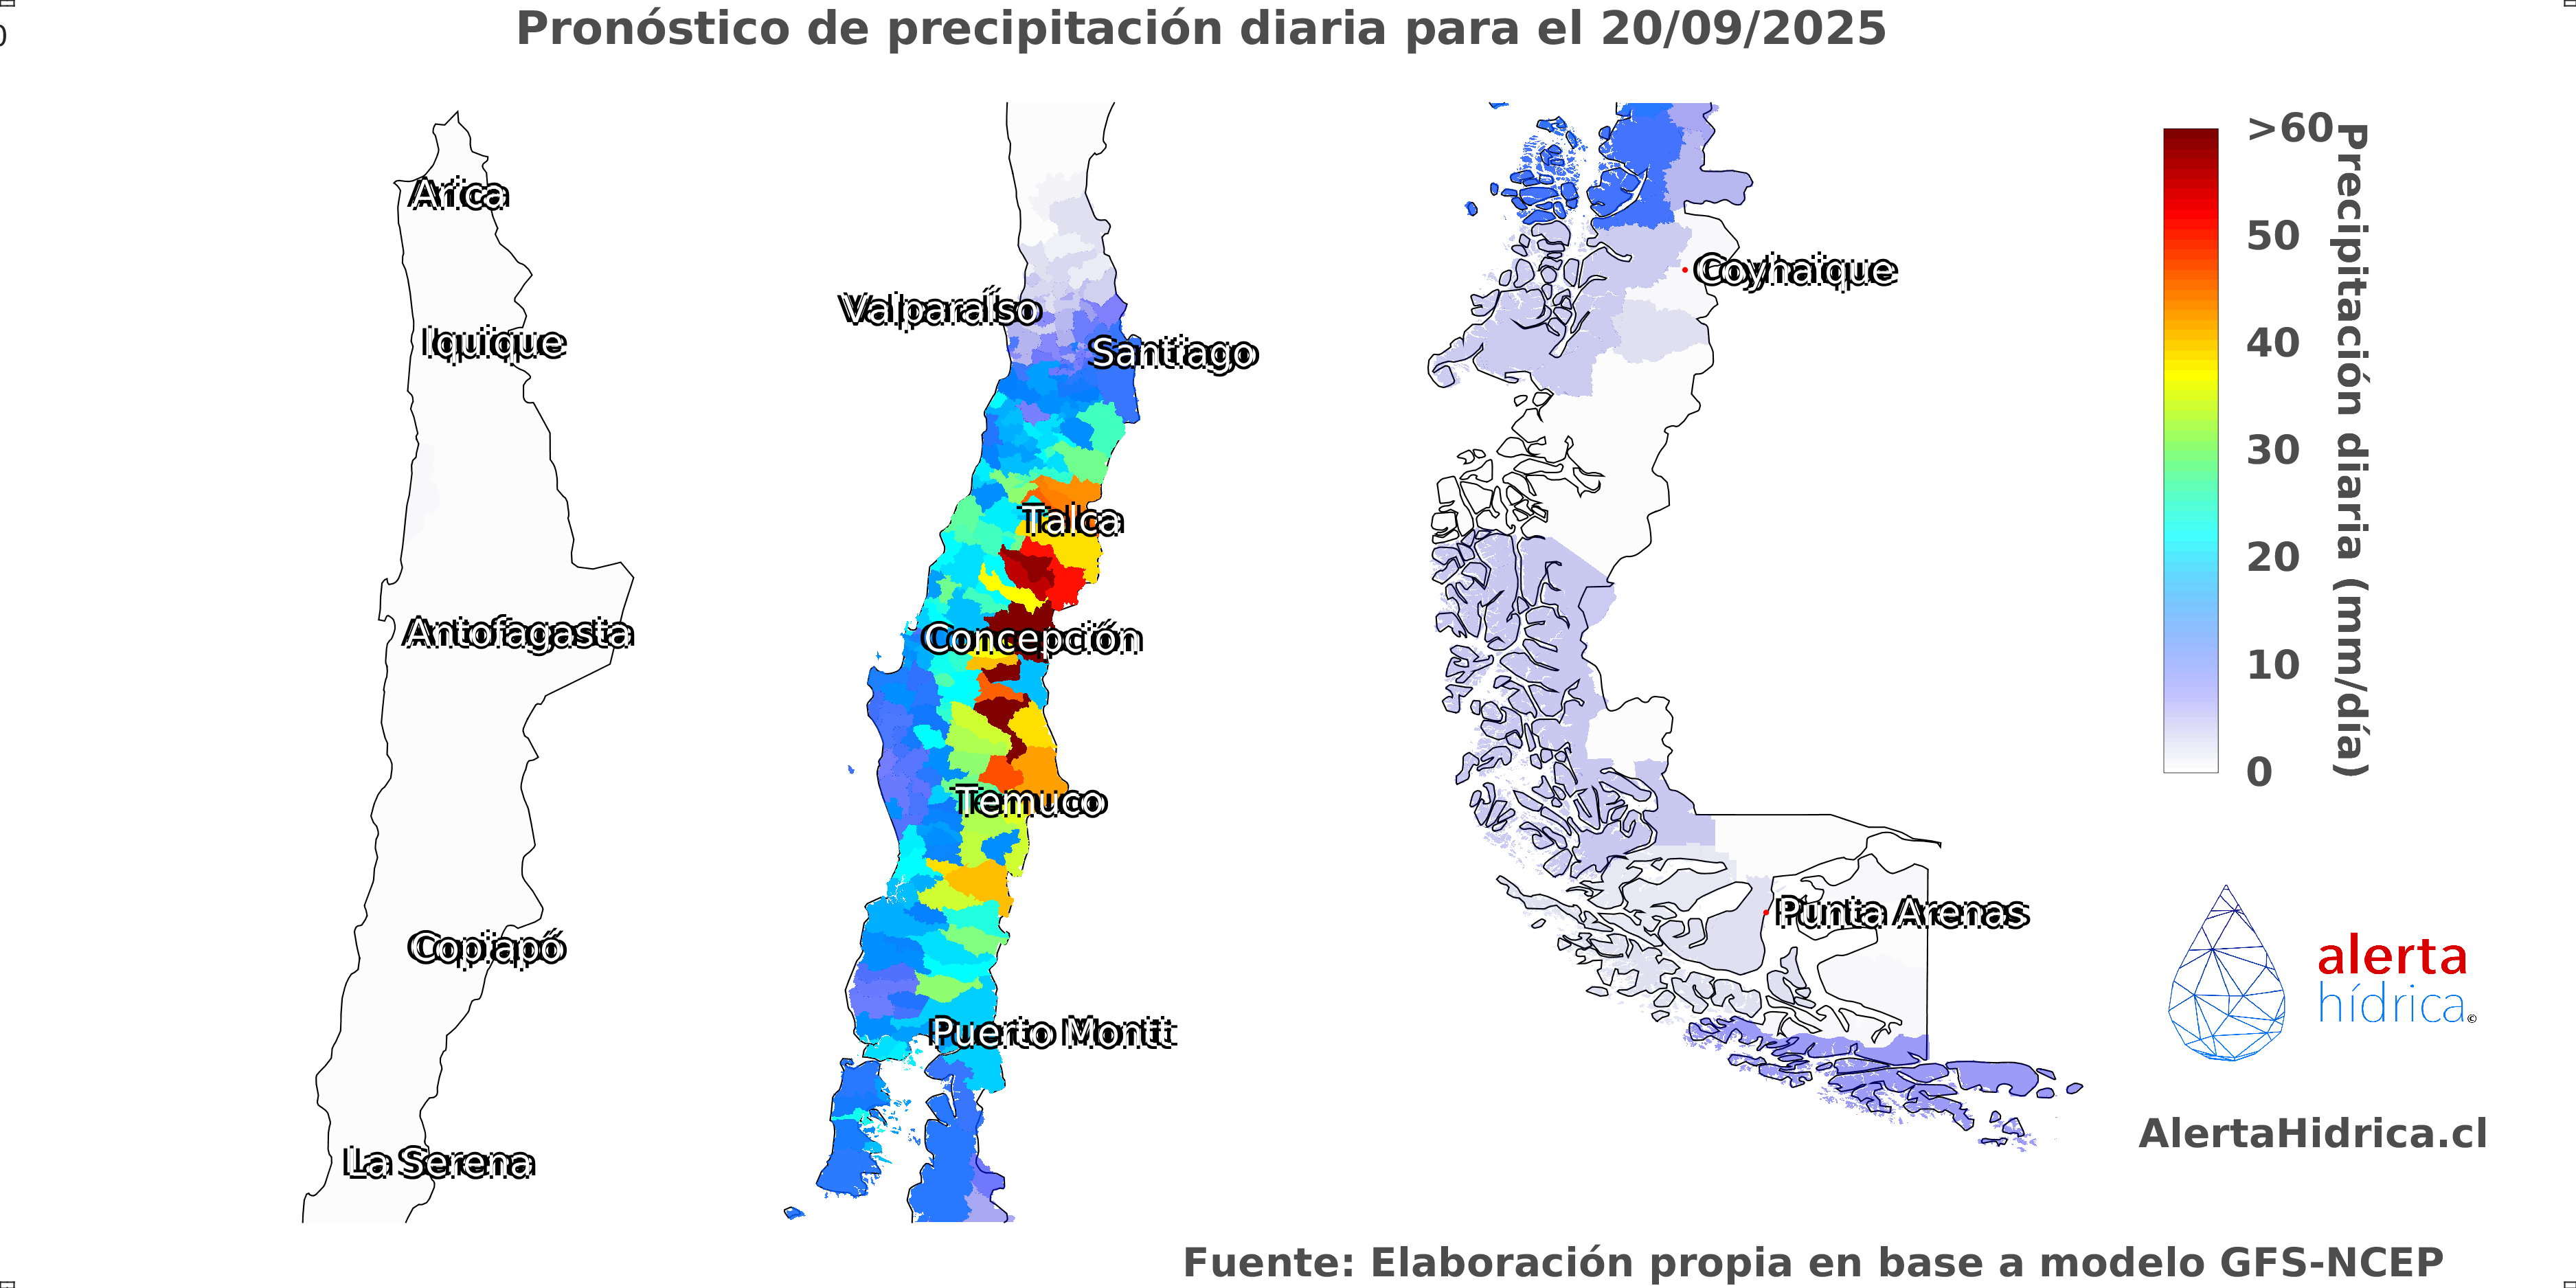 Pronóstico de precipitación diaria para el 20/09/2025
0
Arica
Iquique
Antofagasta
Copiapó
La Serena
Valparaíso
Santiago
Talca
Concepción
Temuco
Puerto Montt
Coyhaique
Punta Arenas
>60
50
40
30
20
10
0
Precipitación diaria (mm/día)
alerta
hídrica©
AlertaHidrica.cl
Fuente: Elaboración propia en base a modelo GFS-NCEP